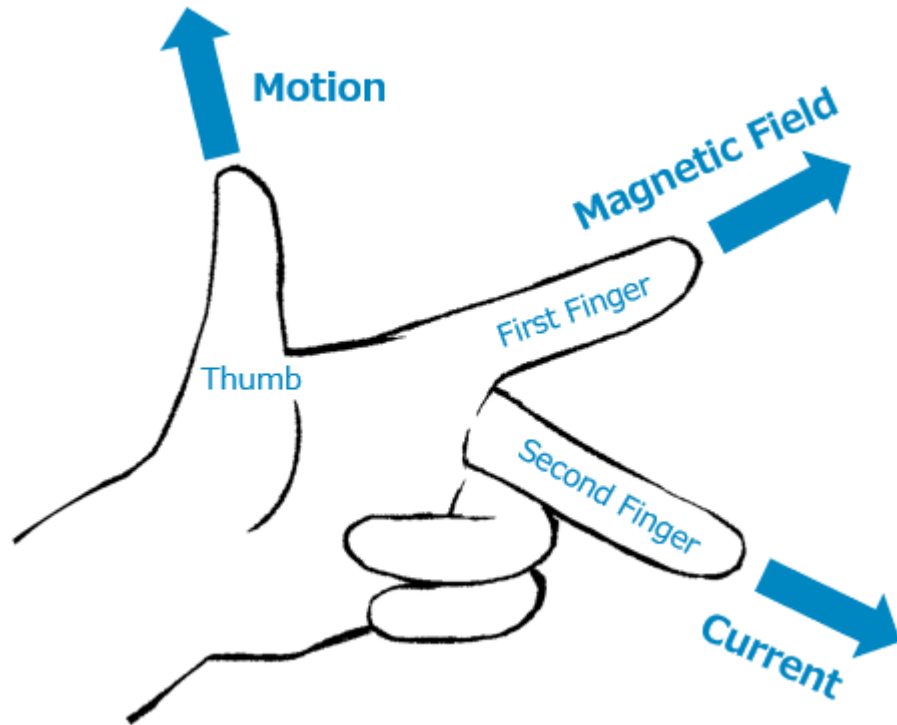 Motion
Magnetic Field
First Finger
Thumb
Second Finger
Current